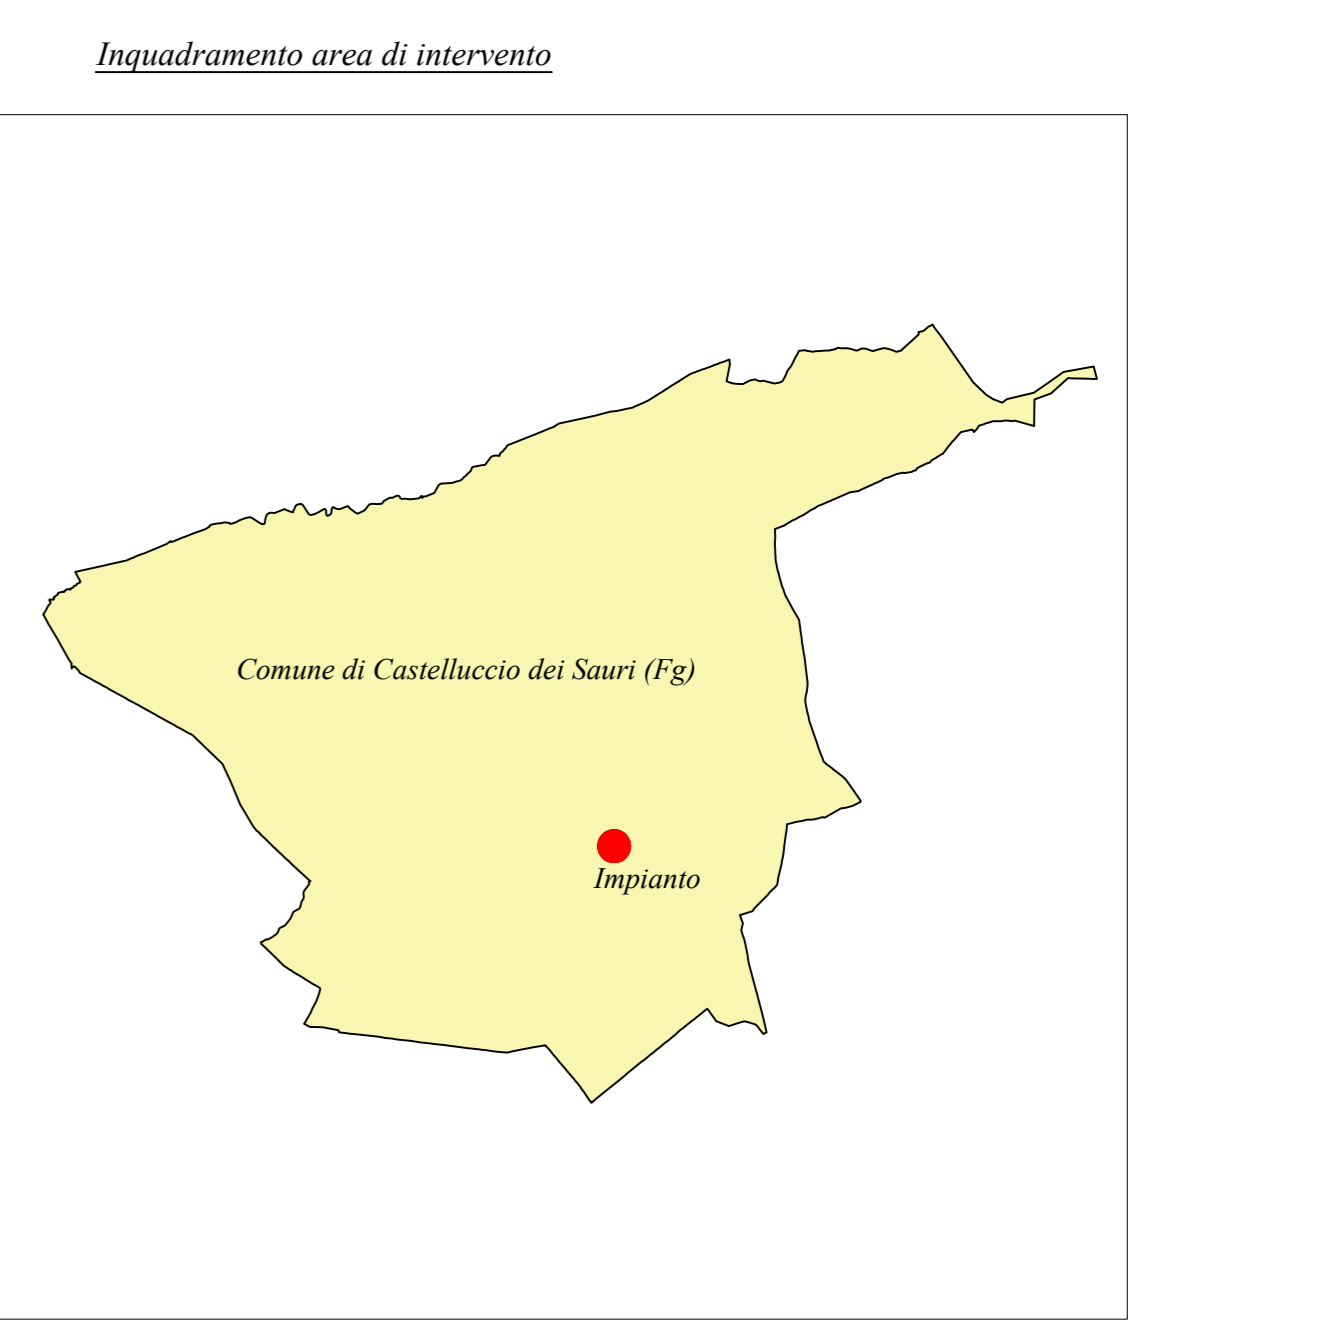 Inquadramento area di intervento
Comune di Castelluccio dei Sauri (Fg)
Impianto